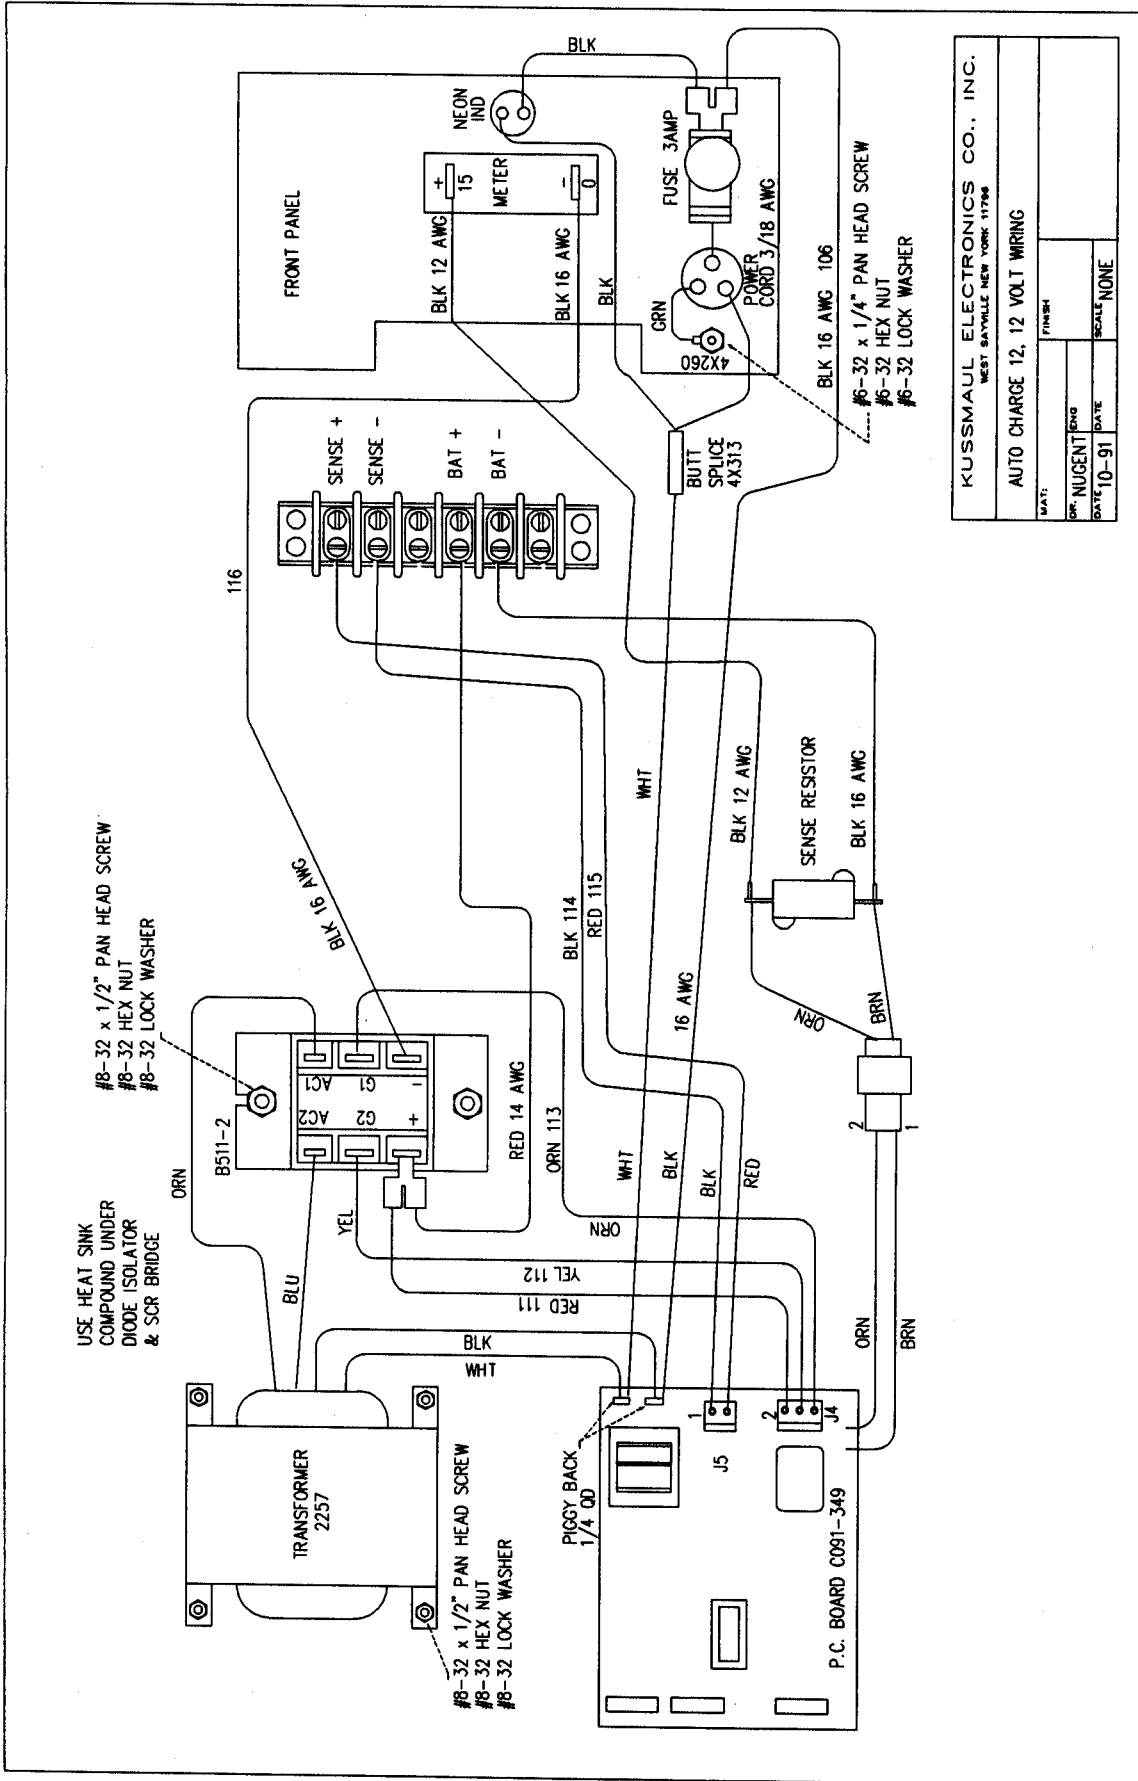 USE HEAT SINK
COMPOUND UNDER
DIODE ISOLATOR
& SCR BRIDGE
#8-32 x 1/2" PAN HEAD SCREW
#8-32 HEX NUT
#8-32 LOCK WASHER
TRANSFORMER
2257
#8-32 x 1/2" PAN HEAD SCREW
#8-32 HEX NUT
#8-32 LOCK WASHER
ORN
BLU
B511-2
AC2
AC1
G2
G1
+
-
YEL
BLK
WHT
RED 111
YEL 112
ORN
ORN 113
RED 14 AWG
BLK 16 AWG
116
SENSE +
SENSE -
BAT +
BAT -
FRONT PANEL
+
15
METER
-
0
NEON
IND
BLK
BLK 12 AWG
BLK 16 AWG
BLK
FUSE 3AMP
POWER
CORD 3/18 AWG
GRN
4X260
BUTT
SPLICE
4X313
BLK 16 AWG 106
#6-32 x 1/4" PAN HEAD SCREW
#6-32 HEX NUT
#6-32 LOCK WASHER
BLK 114
RED 115
WHT
WHT
16 AWG
BLK
BLK
RED
BLK 12 AWG
SENSE RESISTOR
BLK 16 AWG
ORN
BRN
2
1
ORN
BRN
PIGGY BACK
1/4 QD
1
J5
2
J4
P.C. BOARD C091-349
KUSSMAUL ELECTRONICS CO., INC.
WEST SAYVILLE NEW YORK 11796
AUTO CHARGE 12, 12 VOLT WIRING
MAT:
FINISH
DR. NUGENT
ENG
DATE 10-91
DATE
SCALE NONE